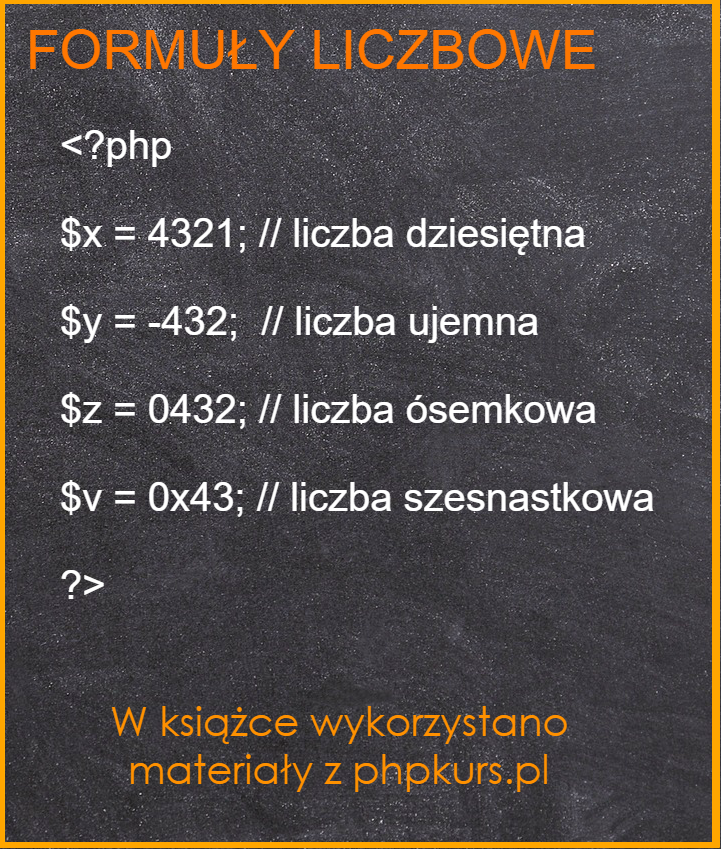 FORMUŁY LICZBOWE
<?php
$x = 4321; // liczba dziesiętna
$y = -432;  // liczba ujemna
$z = 0432; // liczba ósemkowa
$v = 0x43; // liczba szesnastkowa
?>
W książce wykorzystano
materiały z phpkurs.pl